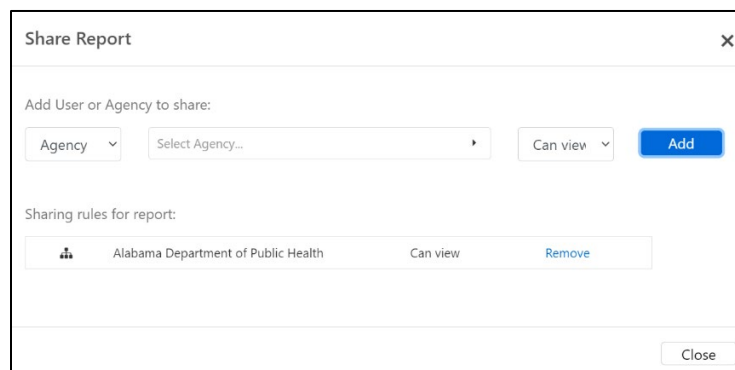 Share Report
Add User or Agency to share:
Agency Select Agency... Can view Add
Sharing rules for report:
Alabama Department of Public Health Can view Remove
Close